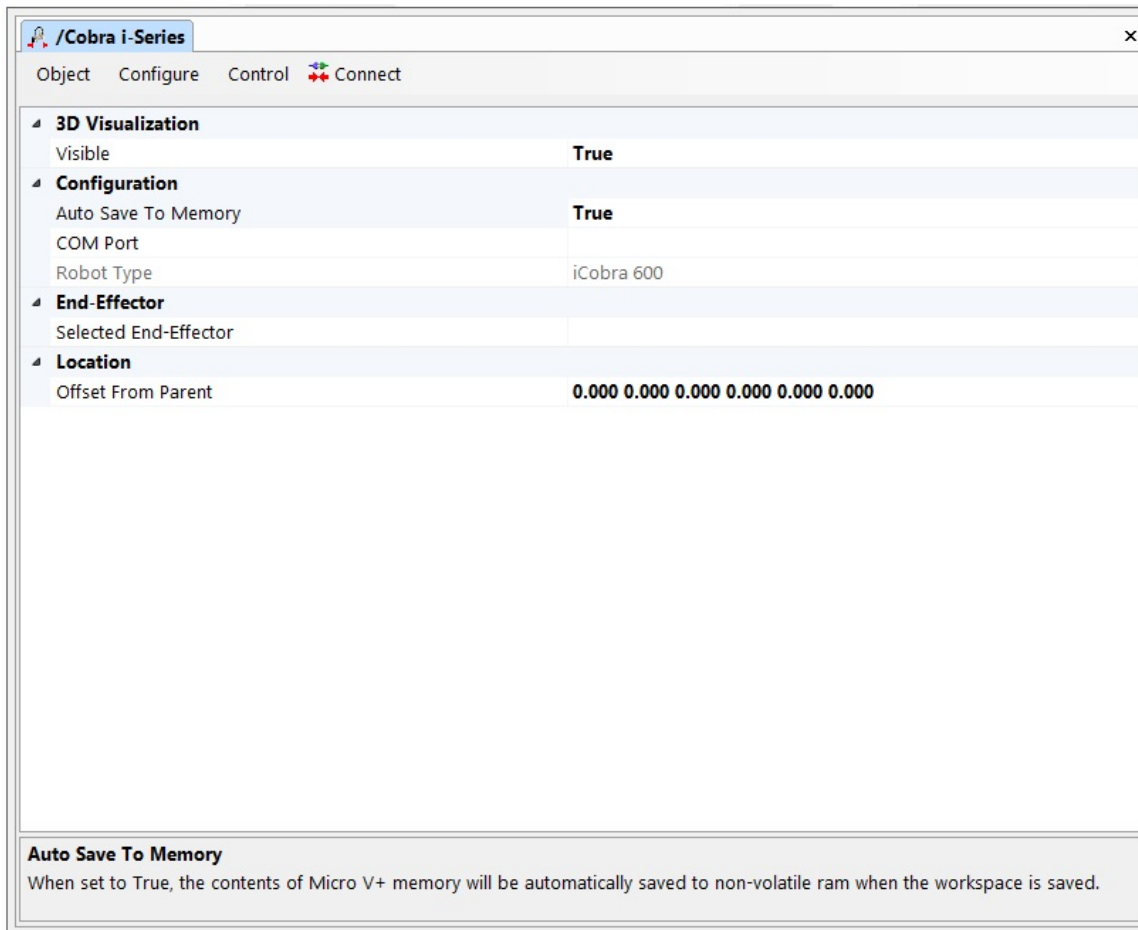 /Cobra i-Series
Object Configure Control Connect
3D Visualization
Visible True
Configuration
Auto Save To Memory True
COM Port
Robot Type iCobra 600
End-Effector
Selected End-Effector
Location
Offset From Parent 0.000 0.000 0.000 0.000 0.000 0.000
Auto Save To Memory
When set to True, the contents of Micro V+ memory will be automatically saved to non-volatile ram when the workspace is saved.